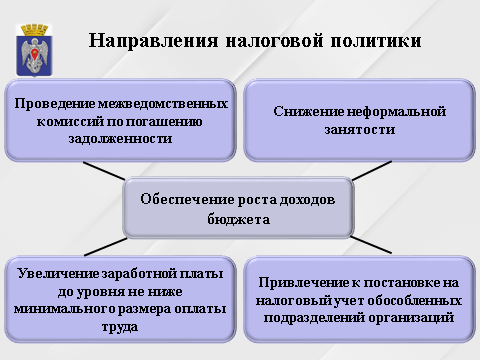 Направления налоговой политики
Проведение межведомственных
комиссий по погашению
задолженности
Снижение неформальной
занятости
Обеспечение роста доходов
бюджета
Увеличение заработной платы
до уровня не ниже
минимального размера оплаты
труда
Привлечение к постановке на
налоговый учет обособленных
подразделений организаций